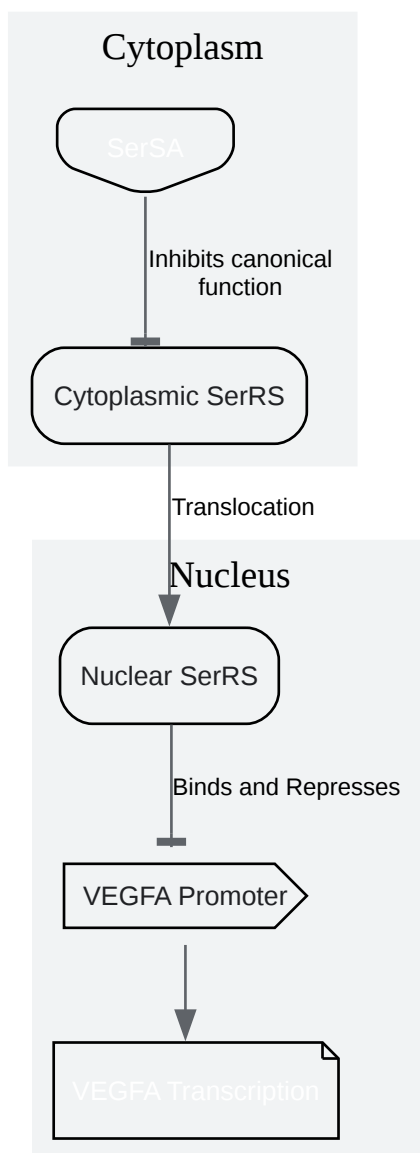 Cytoplasm
SerSA
Inhibits canonical
function
Cytoplasmic SerRS
Translocation
Nucleus
Nuclear SerRS
Binds and Represses
VEGFA Promoter
VEGFA Transcription